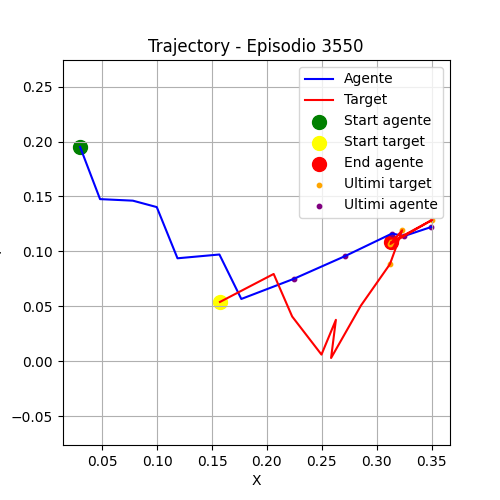 Trajectory - Episodio 3550
Agente
Target
Start agente
Start target
End agente
Ultimi target
Ultimi agente
0.25
0.20
0.15
0.10
0.05
0.00
−0.05
0.05 0.10 0.15 0.20 0.25 0.30 0.35
X